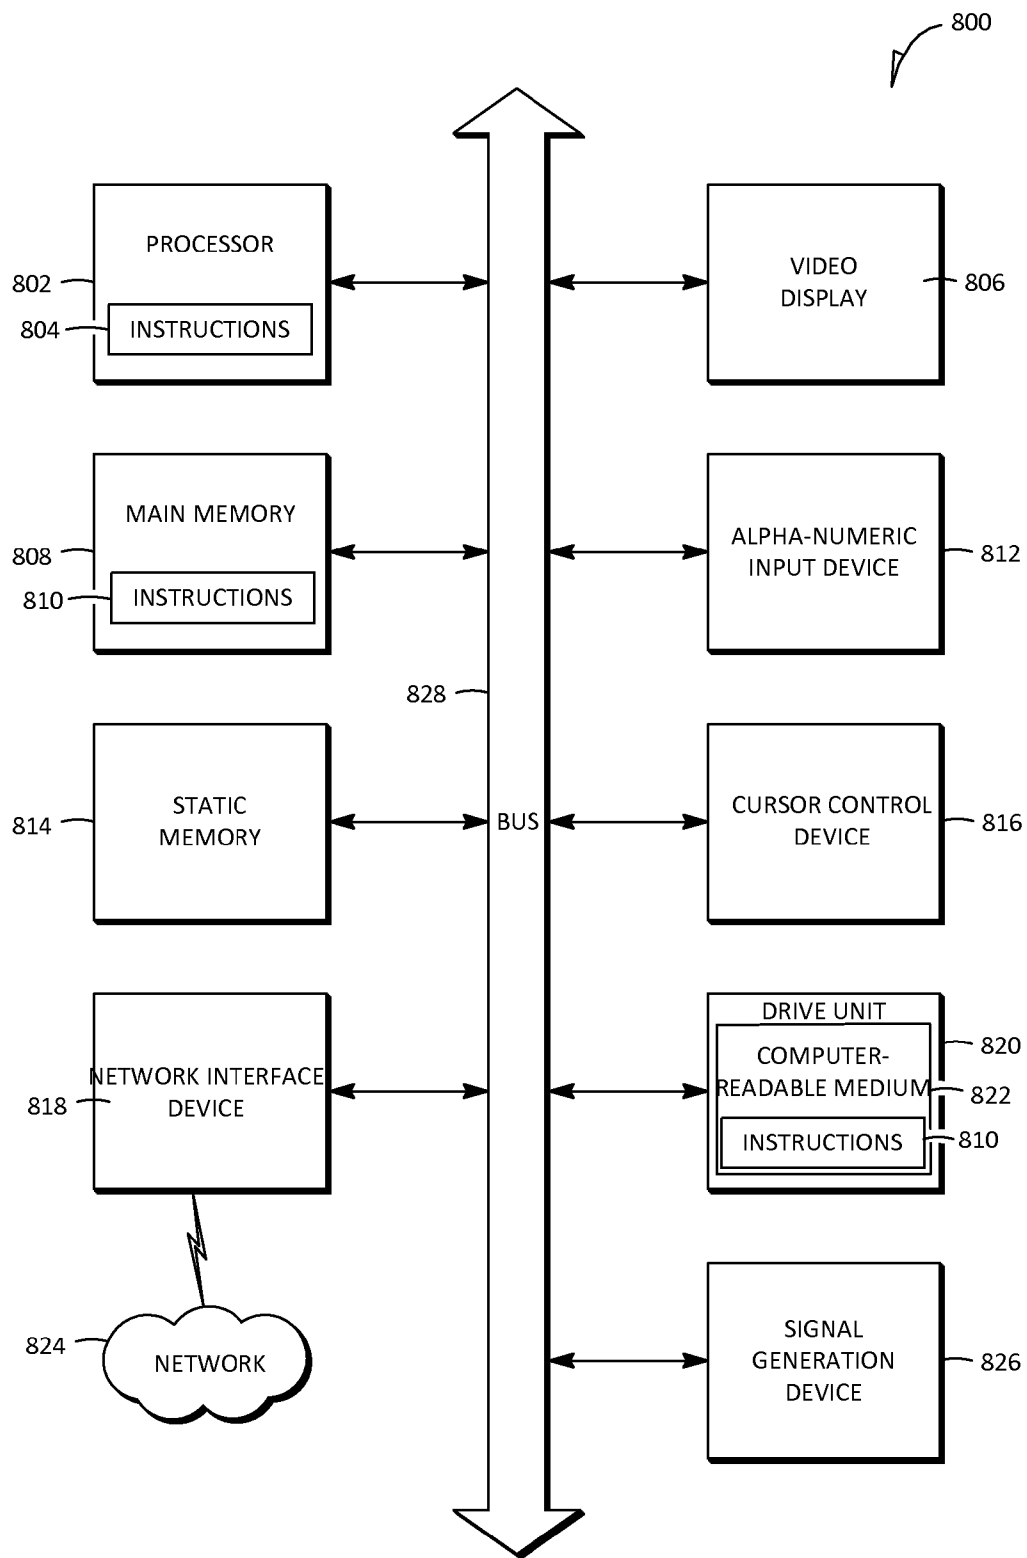 800
PROCESSOR
802
804
INSTRUCTIONS
VIDEO
DISPLAY
806
MAIN MEMORY
808
810
INSTRUCTIONS
ALPHA-NUMERIC
INPUT DEVICE
812
828
STATIC
MEMORY
814
BUS
CURSOR CONTROL
DEVICE
816
NETWORK INTERFACE
DEVICE
818
DRIVE UNIT
820
COMPUTER-
READABLE MEDIUM
822
INSTRUCTIONS
810
824
NETWORK
SIGNAL
GENERATION
DEVICE
826